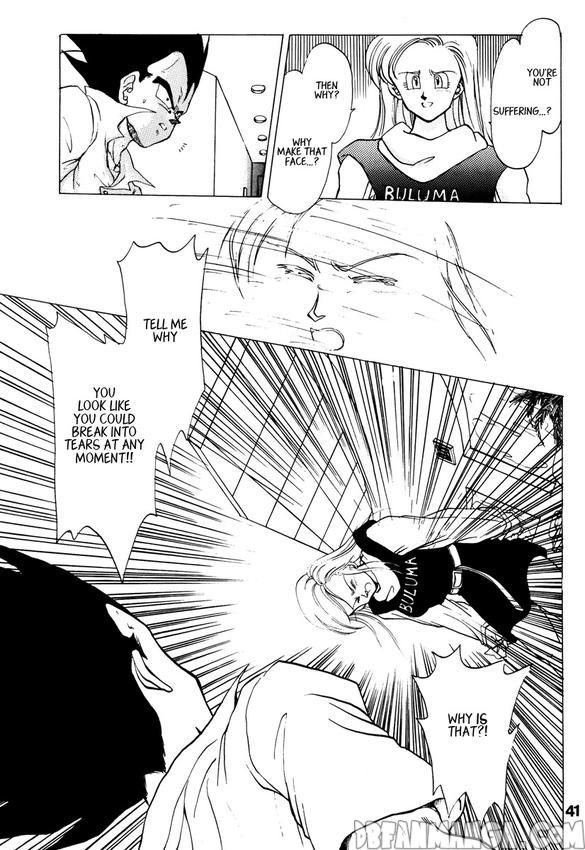 YOU'RE
NOT
SUFFERING...?
THEN
WHY?
WHY
MAKE THAT
FACE...?
BULUMA
TELL ME
WHY
YOU
LOOK LIKE
YOU COULD
BREAK INTO
TEARS AT ANY
MOMENT!!
BULUMA
WHY IS
THAT?!
41
DBFANMANGA.COM